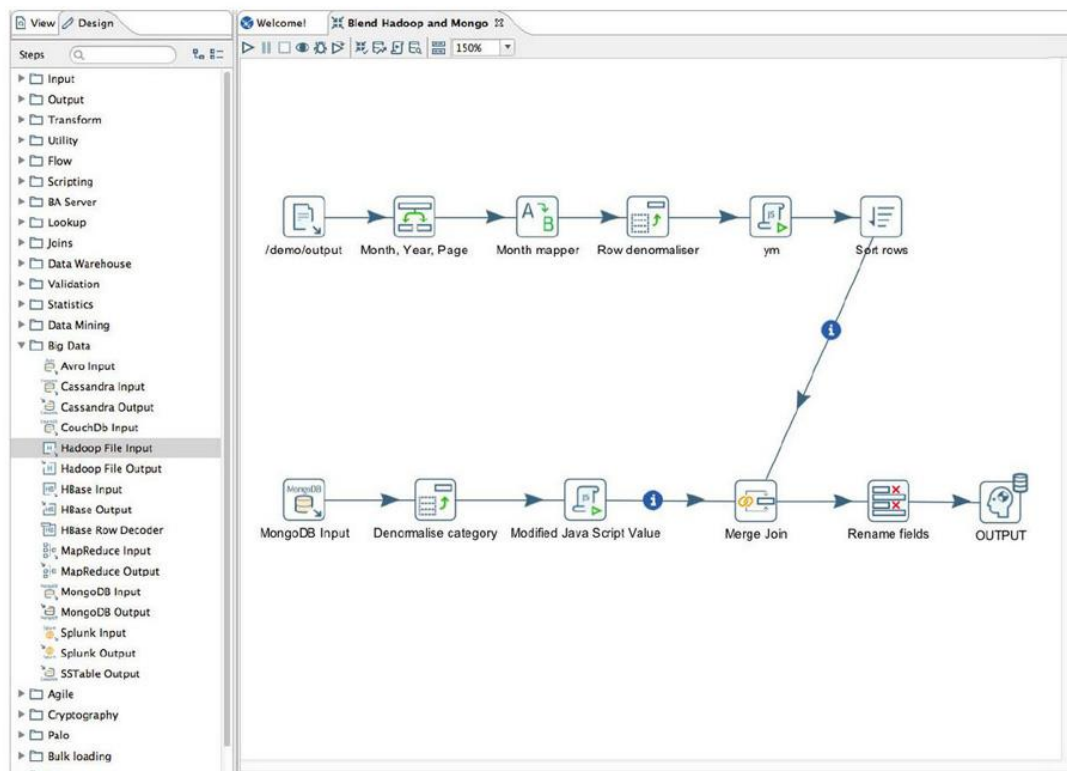 View
Design
Steps
Input
Output
Transform
Utility
Flow
Scripting
BA Server
Lookup
Joins
Data Warehouse
Validation
Statistics
Data Mining
Big Data
Avro Input
Cassandra Input
Cassandra Output
CouchDb Input
Hadoop File Input
Hadoop File Output
HBase Input
HBase Output
HBase Row Decoder
MapReduce Input
MapReduce Output
MongoDB Input
MongoDB Output
Splunk Input
Splunk Output
SSTable Output
Agile
Cryptography
Palo
Bulk loading
Welcome!
Blend Hadoop and Mongo
150%
A B
JS
/demo/output
Month, Year, Page
Month mapper
Row denormaliser
ym
Sort rows
i
MongoDB
JS
i
MongoDB Input
Denormalise category
Modified Java Script Value
Merge Join
Rename fields
OUTPUT